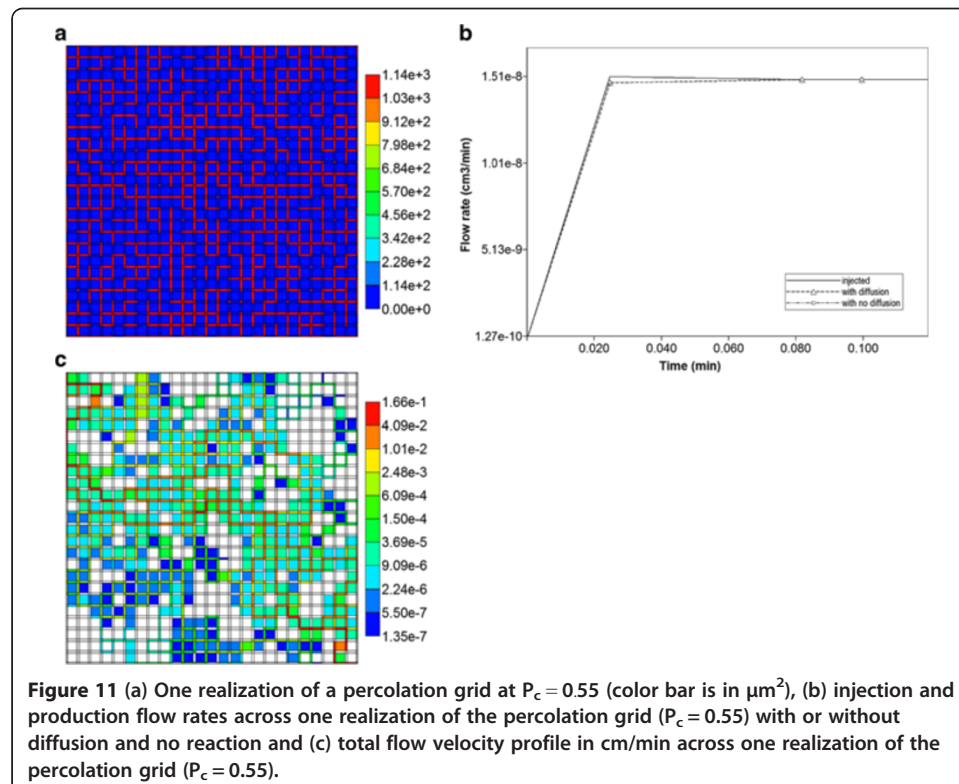 a
1.14e+3
1.03e+3
9.12e+2
7.98e+2
6.84e+2
5.70e+2
4.56e+2
3.42e+2
2.28e+2
1.14e+2
0.00e+0
b
Flow rate (cm3/min)
1.51e-8
1.01e-8
5.13e-9
1.27e-10
0.020
0.040
0.060
0.080
0.100
Time (min)
injected
with diffusion
with no diffusion
c
1.66e-1
4.09e-2
1.01e-2
2.48e-3
6.09e-4
1.50e-4
3.69e-5
9.09e-6
2.24e-6
5.50e-7
1.35e-7
Figure 11 (a) One realization of a percolation grid at Pc = 0.55 (color bar is in μm²), (b) injection and
production flow rates across one realization of the percolation grid (Pc = 0.55) with or without
diffusion and no reaction and (c) total flow velocity profile in cm/min across one realization of the
percolation grid (Pc = 0.55).